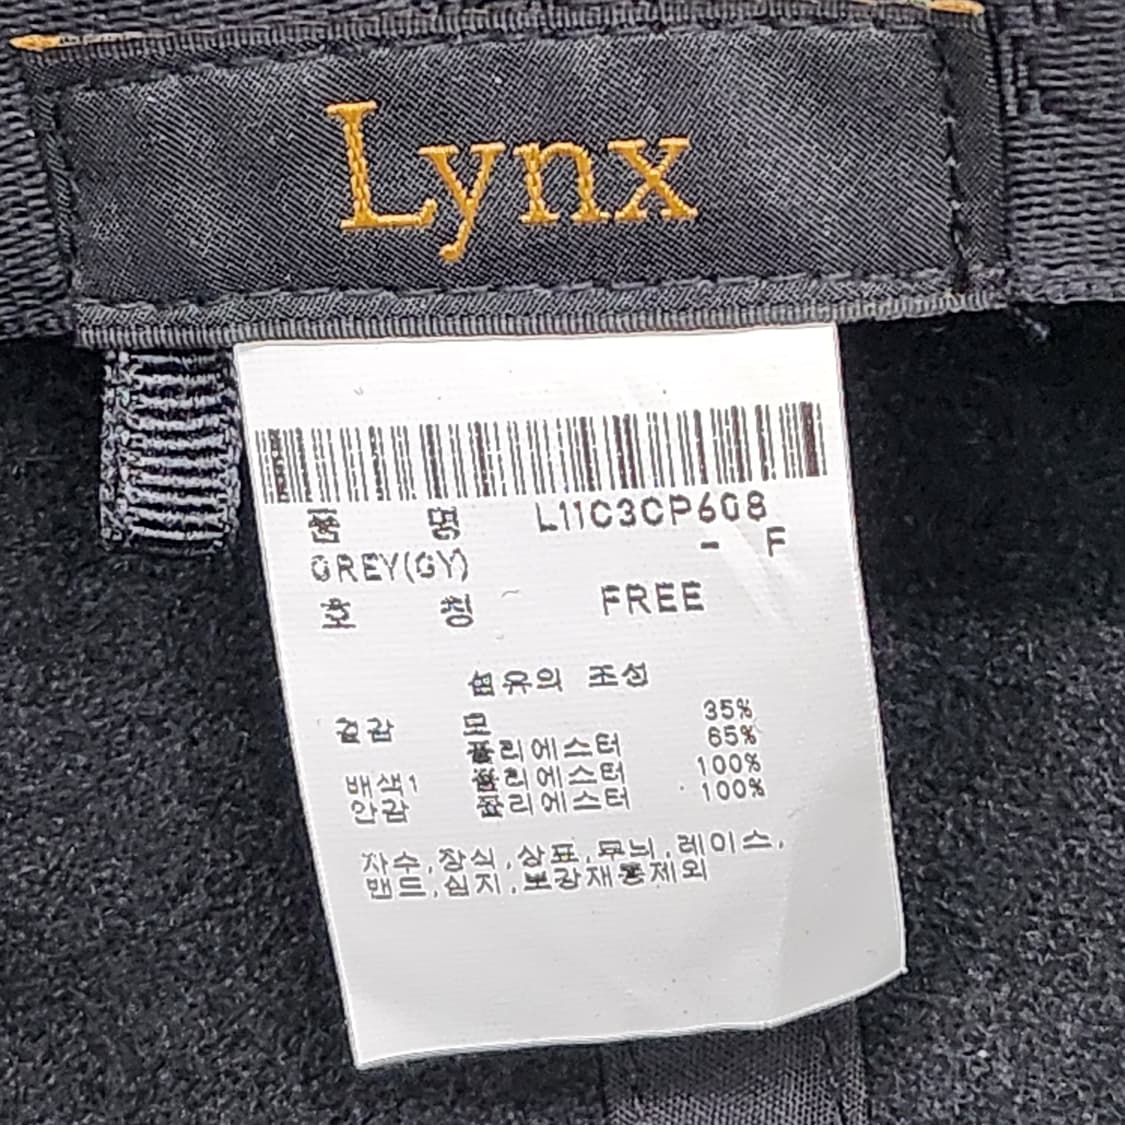 Lynx
품 명 L11C3CP608
- F
GREY(GY)
호 칭 FREE
섬유의 조성
겉감 모 35%
폴리에스터 65%
배색1 폴리에스터 100%
안감 폴리에스터 100%
자수,장식,상표,무늬,레이스,
밴드,심지,보강재등제외